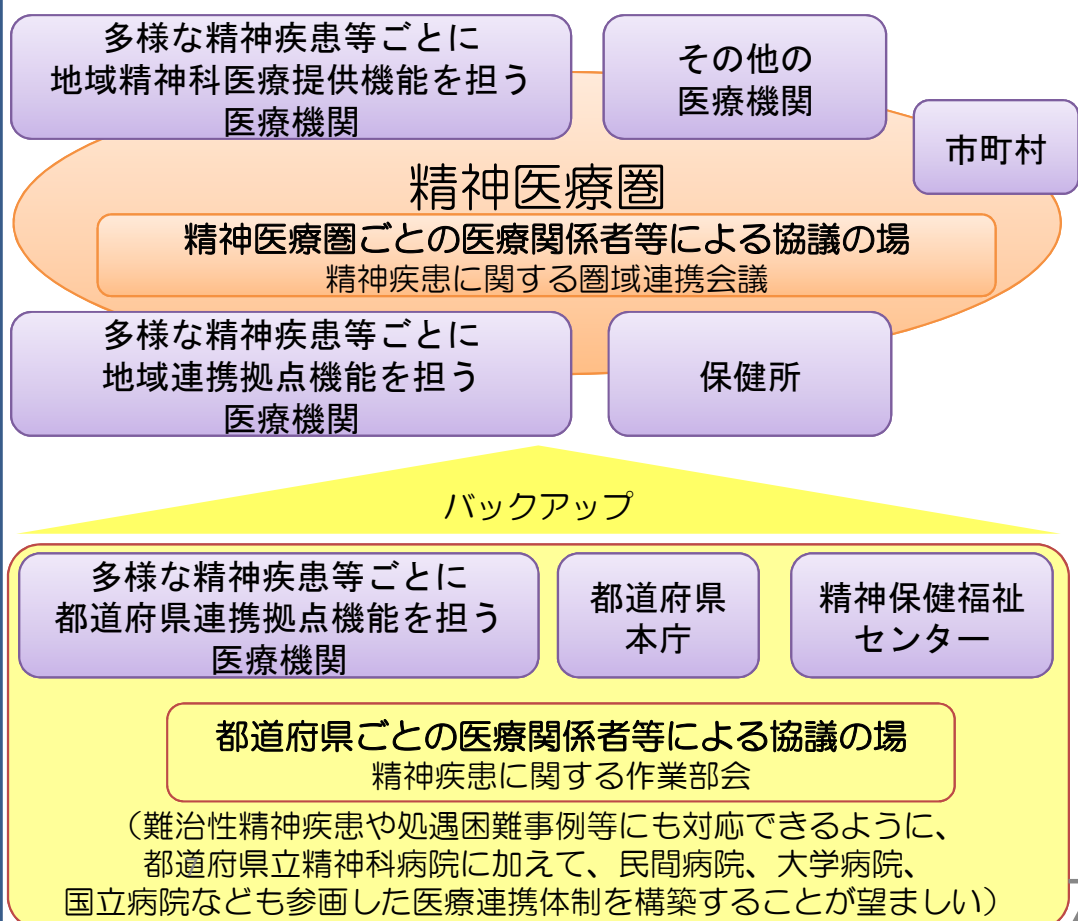 多様な精神疾患等ごとに
地域精神科医療提供機能を担う
医療機関
その他の
医療機関
市町村
精神医療圏
精神医療圏ごとの医療関係者等による協議の場
精神疾患に関する圏域連携会議
多様な精神疾患等ごとに
地域連携拠点機能を担う
医療機関
保健所
バックアップ
多様な精神疾患等ごとに
都道府県連携拠点機能を担う
医療機関
都道府県
本庁
精神保健福祉
センター
都道府県ごとの医療関係者等による協議の場
精神疾患に関する作業部会
（難治性精神疾患や処遇困難事例等にも対応できるように、
都道府県立精神科病院に加えて、民間病院、大学病院、
国立病院なども参画した医療連携体制を構築することが望ましい）